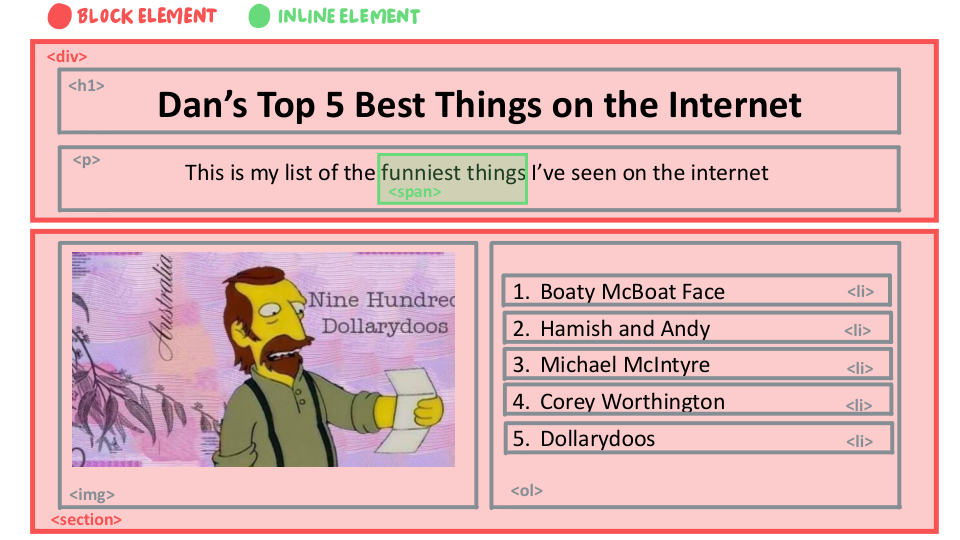 BLOCK ELEMENT INLINE ELEMENT
<div>
<h1>
Dan’s Top 5 Best Things on the Internet
<p>
This is my list of the funniest things I’ve seen on the internet
<span>
Australia
Nine Hundred
Dollarydoos
<img>
1. Boaty McBoat Face <li>
2. Hamish and Andy <li>
3. Michael McIntyre <li>
4. Corey Worthington <li>
5. Dollarydoos <li>
<ol>
<section>